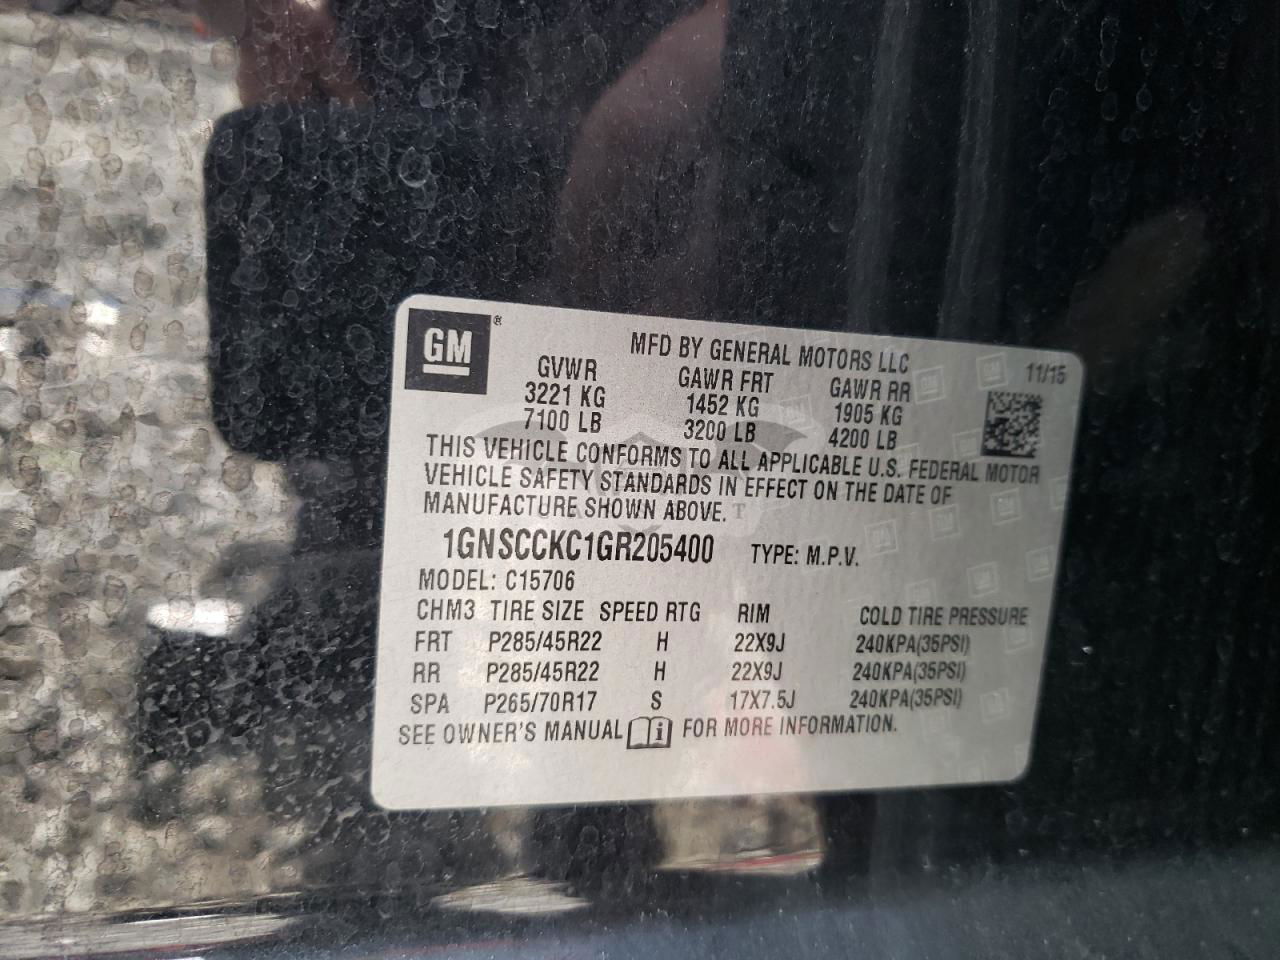 GM ®
MFD BY GENERAL MOTORS LLC
11/15
GVWR GAWR FRT GAWR RR
3221 KG 1452 KG 1905 KG
7100 LB 3200 LB 4200 LB
THIS VEHICLE CONFORMS TO ALL APPLICABLE U.S. FEDERAL MOTOR
VEHICLE SAFETY STANDARDS IN EFFECT ON THE DATE OF
MANUFACTURE SHOWN ABOVE.
1GNSCCKC1GR205400 TYPE: M.P.V.
MODEL: C15706
CHM3 TIRE SIZE SPEED RTG RIM COLD TIRE PRESSURE
FRT P285/45R22 H 22X9J 240KPA(35PSI)
RR P285/45R22 H 22X9J 240KPA(35PSI)
SPA P265/70R17 S 17X7.5J 240KPA(35PSI)
SEE OWNER'S MANUAL i FOR MORE INFORMATION.